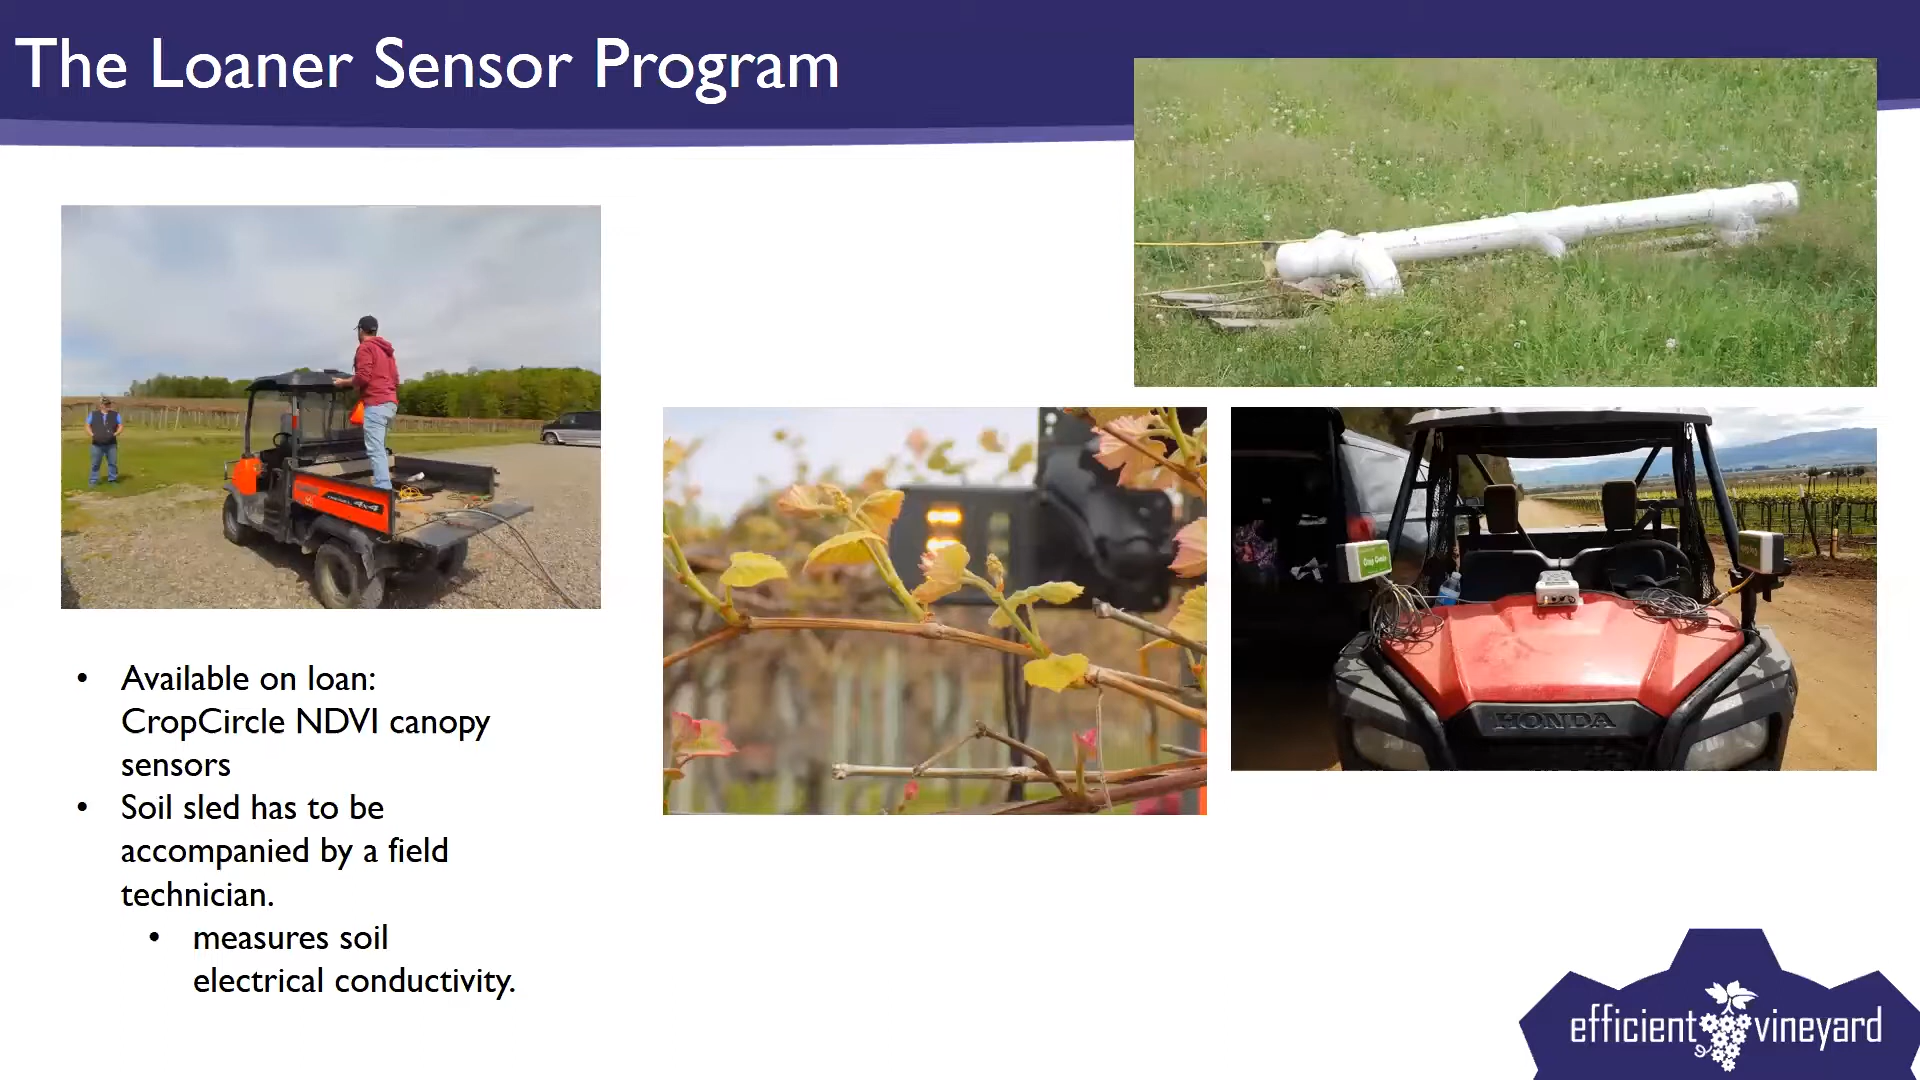 The Loaner Sensor Program
HONDA
• Available on loan:
CropCircle NDVI canopy
sensors
• Soil sled has to be
accompanied by a field
technician.
• measures soil
electrical conductivity.
efficient vineyard